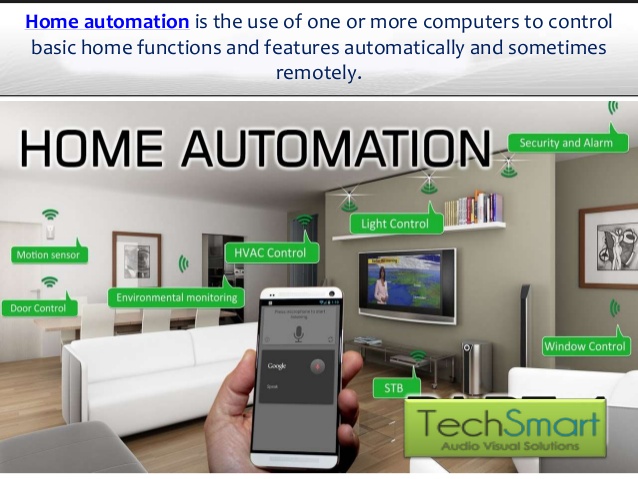 Home automation is the use of one or more computers to control
basic home functions and features automatically and sometimes
remotely.
HOME AUTOMATION
Security and Alarm
Light Control
Motion sensor
HVAC Control
Environmental monitoring
Door Control
Window Control
STB
Google
TechSmart
Audio Visual Solutions